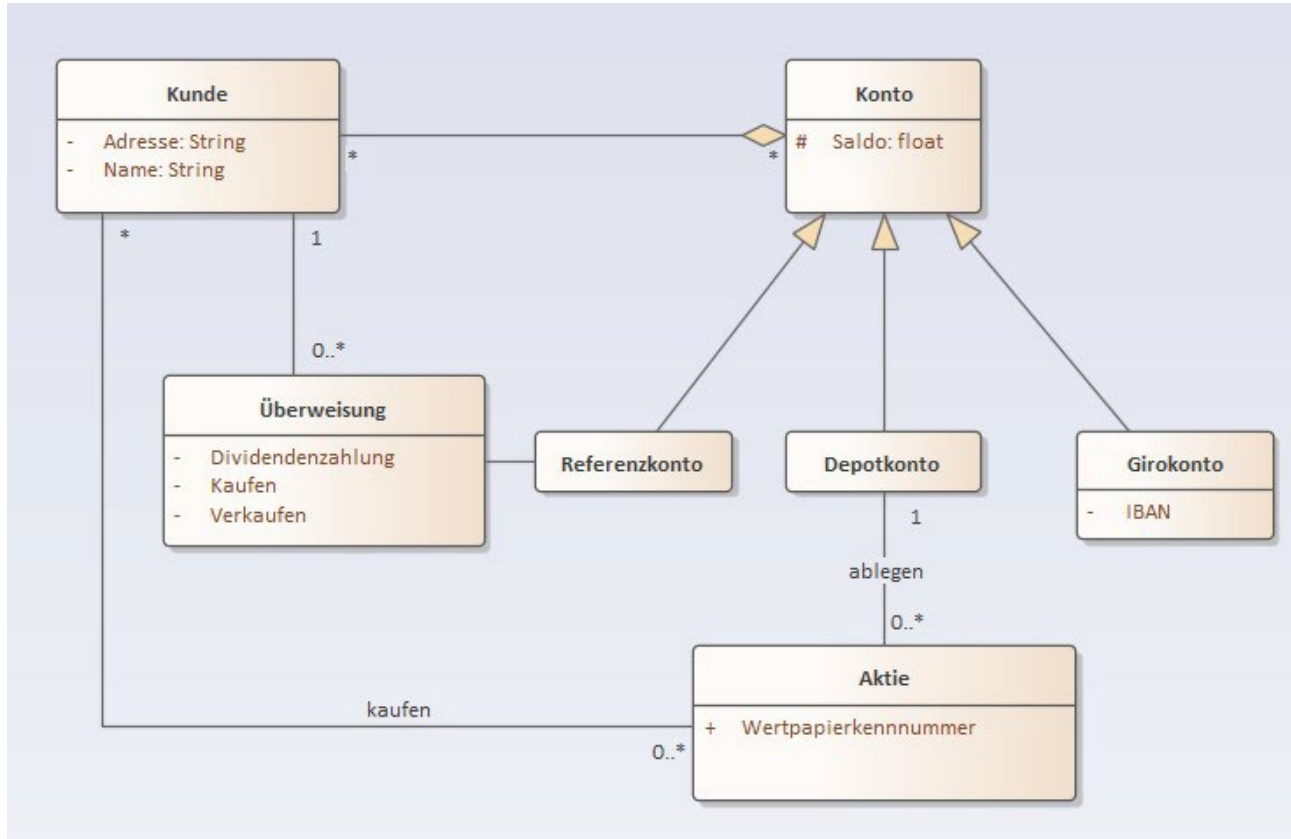 Kunde
- Adresse: String
- Name: String
Konto
# Saldo: float
*
*
*
1
0..*
Überweisung
- Dividendenzahlung
- Kaufen
- Verkaufen
Referenzkonto
Depotkonto
Girokonto
- IBAN
1
ablegen
0..*
Aktie
+ Wertpapierkennnummer
kaufen
0..*